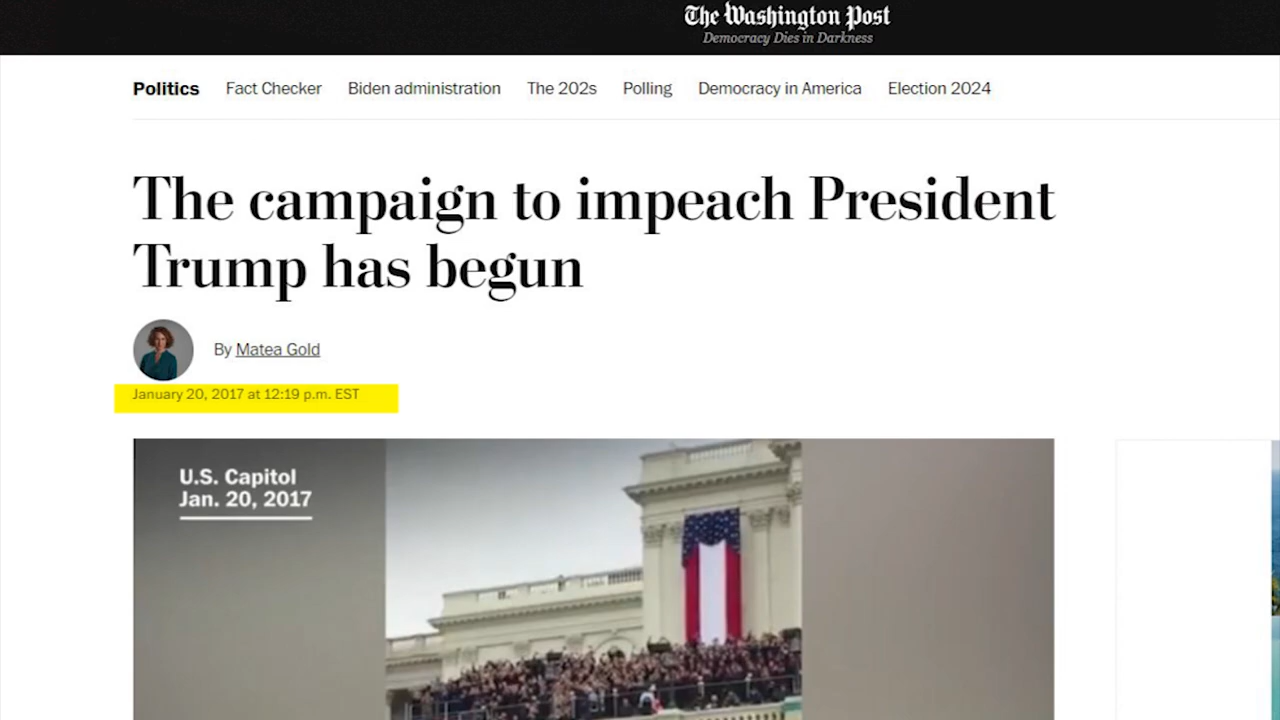 The Washington Post
Democracy Dies in Darkness
Politics Fact Checker Biden administration The 202s Polling Democracy in America Election 2024
The campaign to impeach President
Trump has begun
By Matea Gold
January 20, 2017 at 12:19 p.m. EST
U.S. Capitol
Jan. 20, 2017